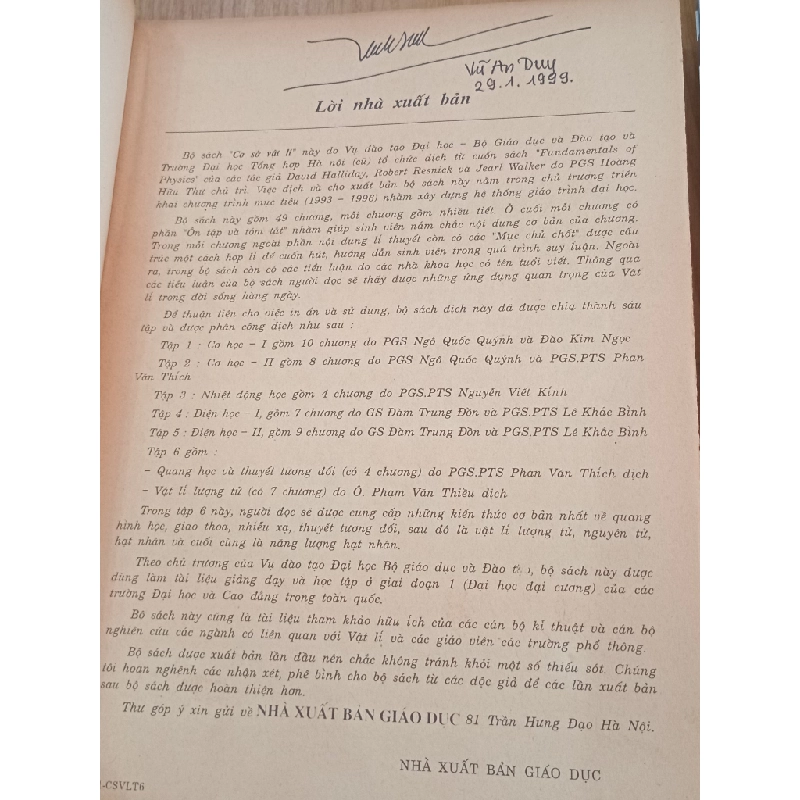 Vũ An Duy
29.1.1999.
Lời nhà xuất bản
Bộ sách "Cơ sở vật lí" này do Vụ đào tạo Đại học - Bộ Giáo dục và Đào tạo và
Trường Đại học Tổng hợp Hà nội (cũ) tổ chức dịch từ cuốn sách "Fundamentals of
Physics" của các tác giả David Halliday, Robert Resnick và Jearl Walker do PGS Hoàng
Hữu Thư chủ trì. Việc dịch và cho xuất bản bộ sách này nằm trong chủ trương triển
khai chương trình mục tiêu (1993 - 1996) nhằm xây dựng hệ thống giáo trình đại học.
Bộ sách này gồm 49 chương, mỗi chương gồm nhiều tiết. Ở cuối mỗi chương có
phần "Ôn tập và tóm tắt" nhằm giúp sinh viên nắm chắc nội dung cơ bản của chương.
Trong mỗi chương ngoài phần nội dung lí thuyết còn có các "Mục chủ chốt" được cấu
trúc một cách hợp lí để cuốn hút, hướng dẫn sinh viên trong quá trình suy luận. Ngoài
ra, trong bộ sách còn có các tiểu luận do các nhà khoa học có tên tuổi viết. Thông qua
các tiểu luận của bộ sách người đọc sẽ thấy được những ứng dụng quan trọng của Vật
lí trong đời sống hàng ngày.
Để thuận tiện cho việc in ấn và sử dụng, bộ sách dịch này đã được chia thành sáu
tập và được phân công dịch như sau :
Tập 1 : Cơ học - I gồm 10 chương do PGS Ngô Quốc Quýnh và Đào Kim Ngọc
Tập 2 : Cơ học - II gồm 8 chương do PGS Ngô Quốc Quýnh và PGS.PTS Phan
Văn Thích
Tập 3 : Nhiệt động học gồm 4 chương do PGS.PTS Nguyễn Viết Kính
Tập 4 : Điện học - I, gồm 7 chương do GS Đàm Trung Đồn và PGS.PTS Lê Khắc Bình
Tập 5 : Điện học - II, gồm 9 chương do GS Đàm Trung Đồn và PGS.PTS Lê Khắc Bình
Tập 6 gồm :
- Quang học và thuyết tương đối (có 4 chương) do PGS.PTS Phan Văn Thích dịch
- Vật lí lượng tử (có 7 chương) do Ô. Phạm Văn Thiều dịch
Trong tập 6 này, người đọc sẽ được cung cấp những kiến thức cơ bản nhất về quang
hình học, giao thoa, nhiễu xạ, thuyết tương đối, sau đó là vật lí lượng tử, nguyên tử,
hạt nhân và cuối cùng là năng lượng hạt nhân.
Theo chủ trương của Vụ đào tạo Đại học Bộ giáo dục và Đào tạo, bộ sách này được
dùng làm tài liệu giảng dạy và học tập ở giai đoạn 1 (Đại học đại cương) của các
trường Đại học và Cao đẳng trong toàn quốc.
Bộ sách này cũng là tài liệu tham khảo hữu ích của các cán bộ kĩ thuật và cán bộ
nghiên cứu các ngành có liên quan với Vật lí và các giáo viên các trường phổ thông.
Bộ sách được xuất bản lần đầu nên chắc không tránh khỏi một số thiếu sót. Chúng
tôi hoan nghênh các nhận xét, phê bình cho bộ sách từ các độc giả để các lần xuất bản
sau bộ sách được hoàn thiện hơn.
Thư góp ý xin gửi về NHÀ XUẤT BẢN GIÁO DỤC 81 Trần Hưng Đạo Hà Nội.
NHÀ XUẤT BẢN GIÁO DỤC
-CSVLT6